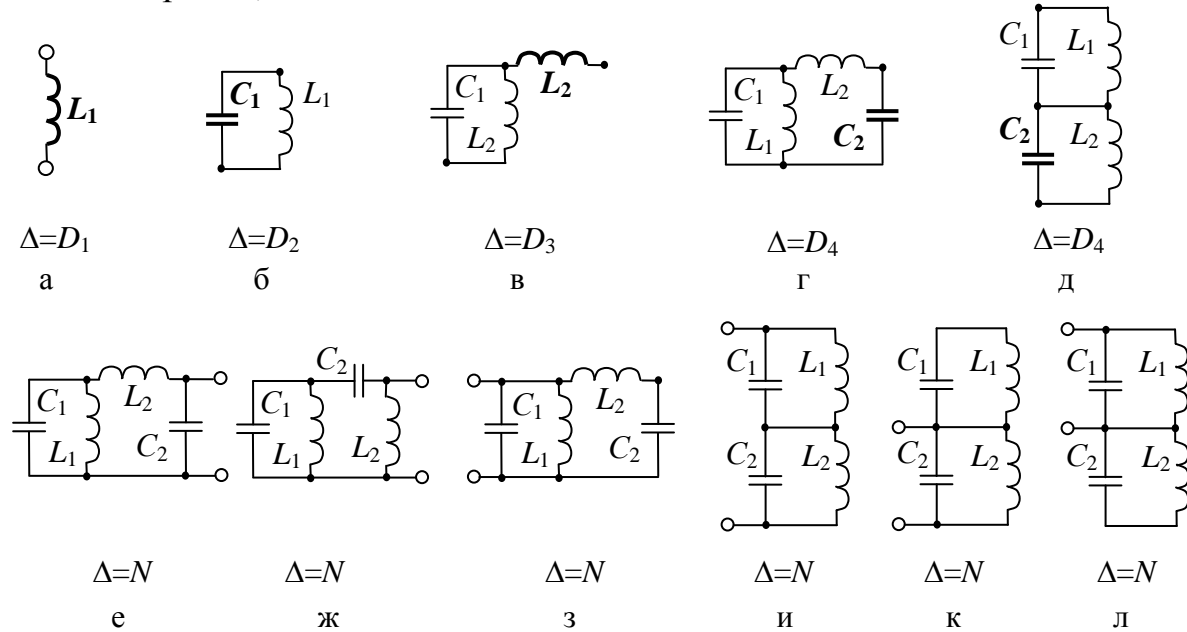 C₁ L₁
L₁ C₁ L₁ C₁ L₂ L₂ C₁ L₁ L₂ C₂ C₂ L₂
Δ=D₁ Δ=D₂ Δ=D₃ Δ=D₄ Δ=D₄
а б в г д
C₁ L₁ L₂ C₂ C₁ L₁ C₂ L₂ C₁ L₁ L₂ C₂ C₁ L₁ C₁ L₁ C₁ L₁
C₂ L₂ C₂ L₂ C₂ L₂
Δ=N Δ=N Δ=N Δ=N Δ=N Δ=N
е ж з и к л